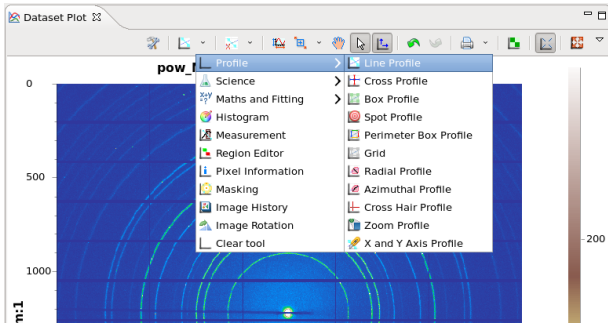 Dataset Plot
pow_
Profile
Science
Maths and Fitting
Histogram
Measurement
Region Editor
Pixel Information
Masking
Image History
Image Rotation
Clear tool
Line Profile
Cross Profile
Box Profile
Spot Profile
Perimeter Box Profile
Grid
Radial Profile
Azimuthal Profile
Cross Hair Profile
Zoom Profile
X and Y Axis Profile
0
500
1000
200
m:1